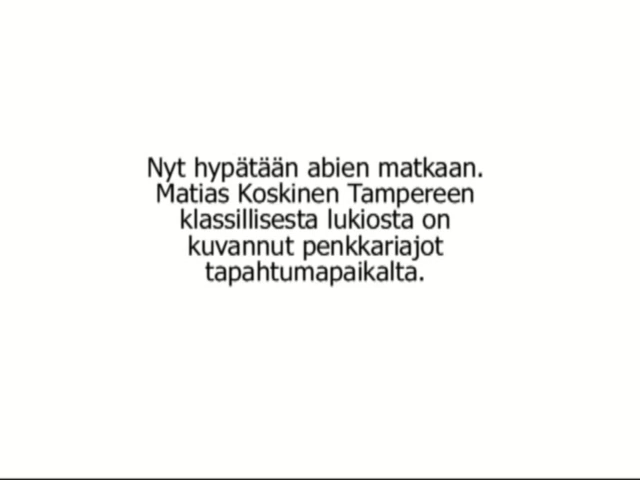 Nyt hypätään abien matkaan.
Matias Koskinen Tampereen
klassillisesta lukiosta on
kuvannut penkkariajot
tapahtumapaikalta.